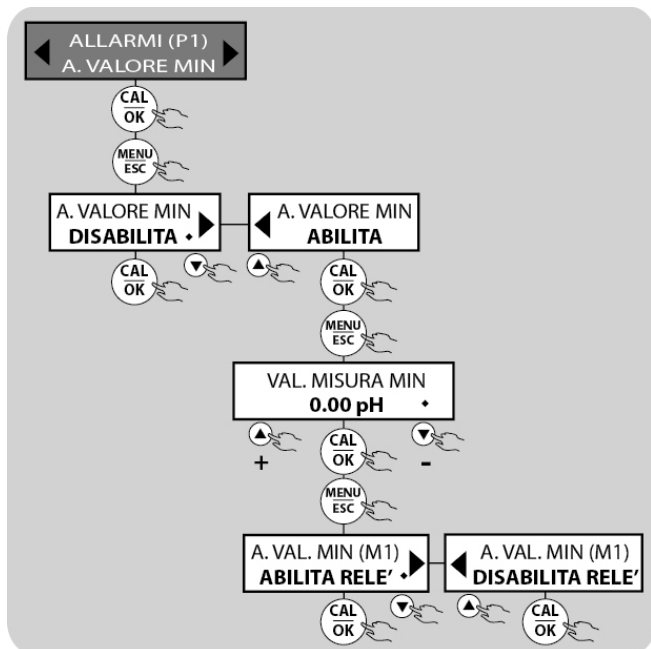 ALLARMI (P1)
A. VALORE MIN
CAL
OK
MENU
ESC
A. VALORE MIN
DISABILITA
A. VALORE MIN
ABILITA
CAL
OK
CAL
OK
MENU
ESC
VAL. MISURA MIN
0.00 pH
+
CAL
OK
-
MENU
ESC
A. VAL. MIN (M1)
ABILITA RELE’
A. VAL. MIN (M1)
DISABILITA RELE’
CAL
OK
CAL
OK